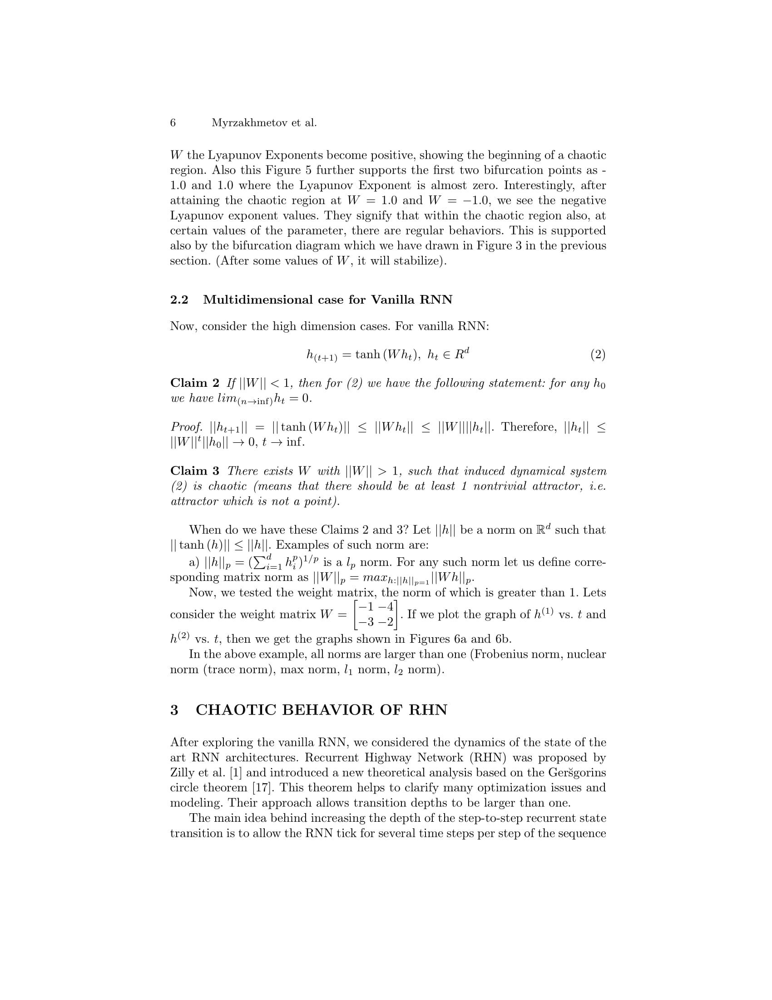 6 Myrzakhmetov et al.
W the Lyapunov Exponents become positive, showing the beginning of a chaotic
region. Also this Figure 5 further supports the first two bifurcation points as -
1.0 and 1.0 where the Lyapunov Exponent is almost zero. Interestingly, after
attaining the chaotic region at W = 1.0 and W = −1.0, we see the negative
Lyapunov exponent values. They signify that within the chaotic region also, at
certain values of the parameter, there are regular behaviors. This is supported
also by the bifurcation diagram which we have drawn in Figure 3 in the previous
section. (After some values of W, it will stabilize).
2.2 Multidimensional case for Vanilla RNN
Now, consider the high dimension cases. For vanilla RNN:
h_{(t+1)} = tanh (Wh_t), h_t ∈ R^d (2)
Claim 2 If ||W|| < 1, then for (2) we have the following statement: for any h_0
we have lim_{(n→inf)}h_t = 0.
Proof. ||h_{t+1}|| = || tanh (Wh_t)|| ≤ ||Wh_t|| ≤ ||W||||h_t||. Therefore, ||h_t|| ≤
||W||^t||h_0|| → 0, t → inf.
Claim 3 There exists W with ||W|| > 1, such that induced dynamical system
(2) is chaotic (means that there should be at least 1 nontrivial attractor, i.e.
attractor which is not a point).
When do we have these Claims 2 and 3? Let ||h|| be a norm on ℝ^d such that
|| tanh (h)|| ≤ ||h||. Examples of such norm are:
a) ||h||_p = (∑_{i=1}^d h_i^p)^{1/p} is a l_p norm. For any such norm let us define corre-
sponding matrix norm as ||W||_p = max_{h:||h||_{p=1}}||Wh||_p.
Now, we tested the weight matrix, the norm of which is greater than 1. Lets
consider the weight matrix W = [−1 −4; −3 −2]. If we plot the graph of h^{(1)} vs. t and
h^{(2)} vs. t, then we get the graphs shown in Figures 6a and 6b.
In the above example, all norms are larger than one (Frobenius norm, nuclear
norm (trace norm), max norm, l_1 norm, l_2 norm).
3 CHAOTIC BEHAVIOR OF RHN
After exploring the vanilla RNN, we considered the dynamics of the state of the
art RNN architectures. Recurrent Highway Network (RHN) was proposed by
Zilly et al. [1] and introduced a new theoretical analysis based on the Ger˘sgorins
circle theorem [17]. This theorem helps to clarify many optimization issues and
modeling. Their approach allows transition depths to be larger than one.
The main idea behind increasing the depth of the step-to-step recurrent state
transition is to allow the RNN tick for several time steps per step of the sequence